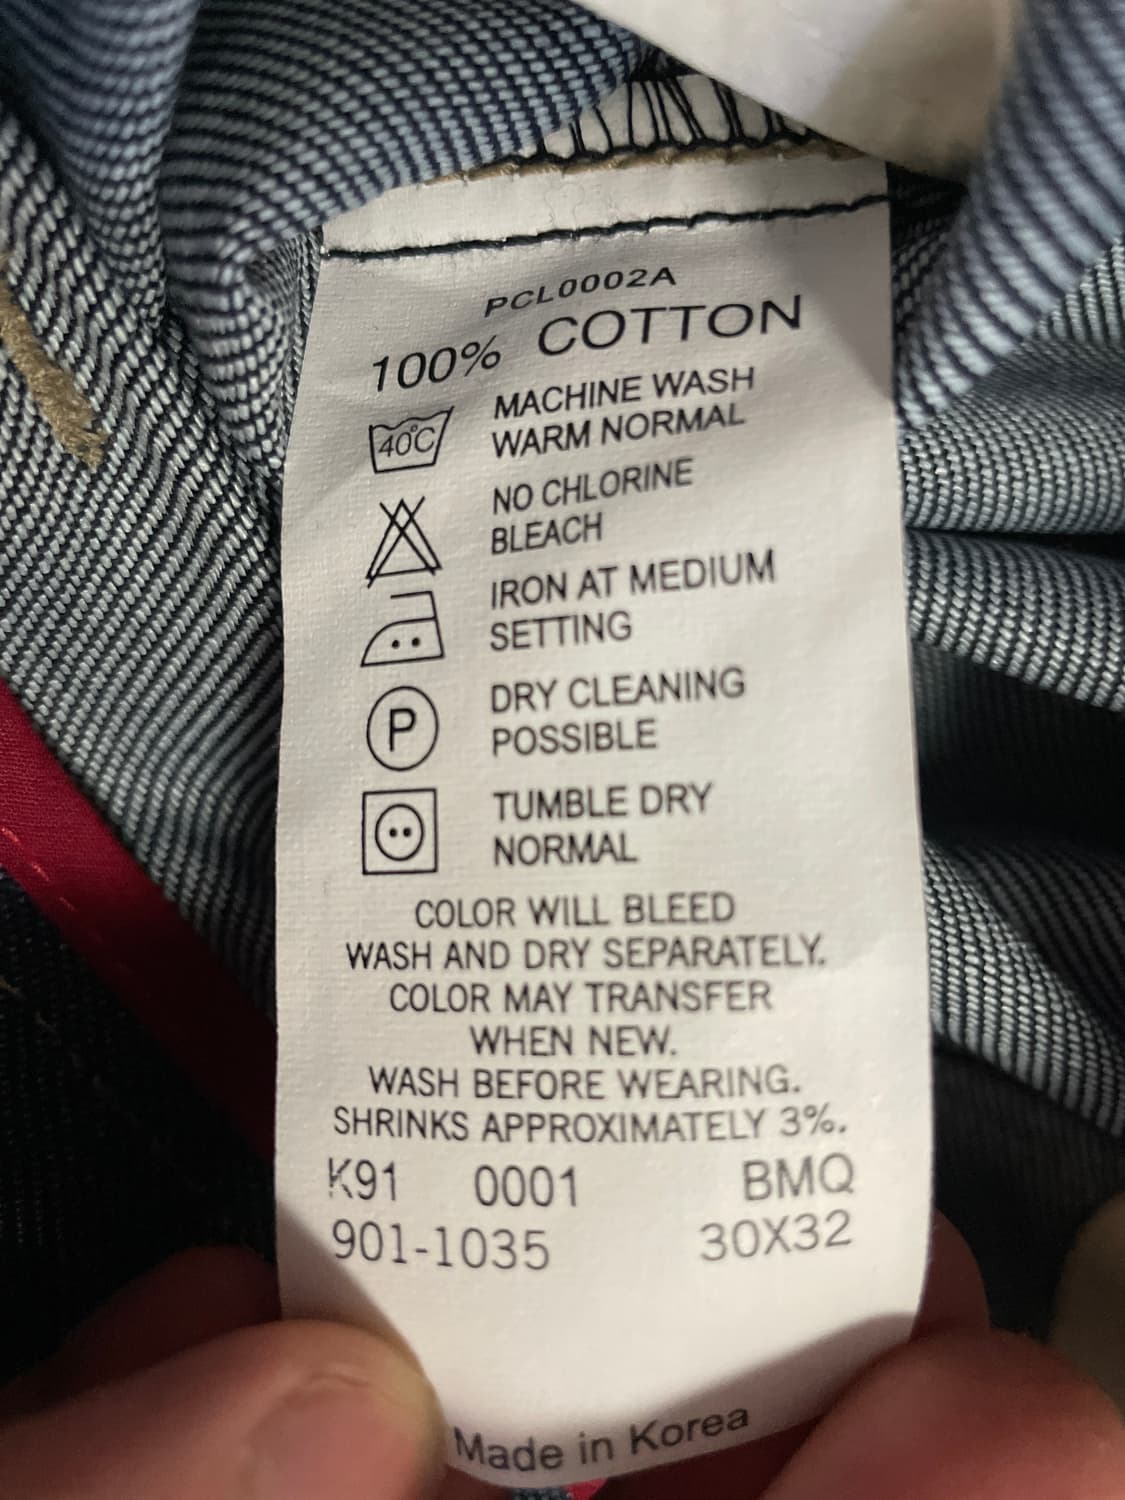 PCL0002A
100% COTTON
40°C
MACHINE WASH
WARM NORMAL
NO CHLORINE
BLEACH
IRON AT MEDIUM
SETTING
P
DRY CLEANING
POSSIBLE
TUMBLE DRY
NORMAL
COLOR WILL BLEED
WASH AND DRY SEPARATELY.
COLOR MAY TRANSFER
WHEN NEW.
WASH BEFORE WEARING.
SHRINKS APPROXIMATELY 3%.
K91 0001 BMQ
901-1035 30X32
Made in Korea